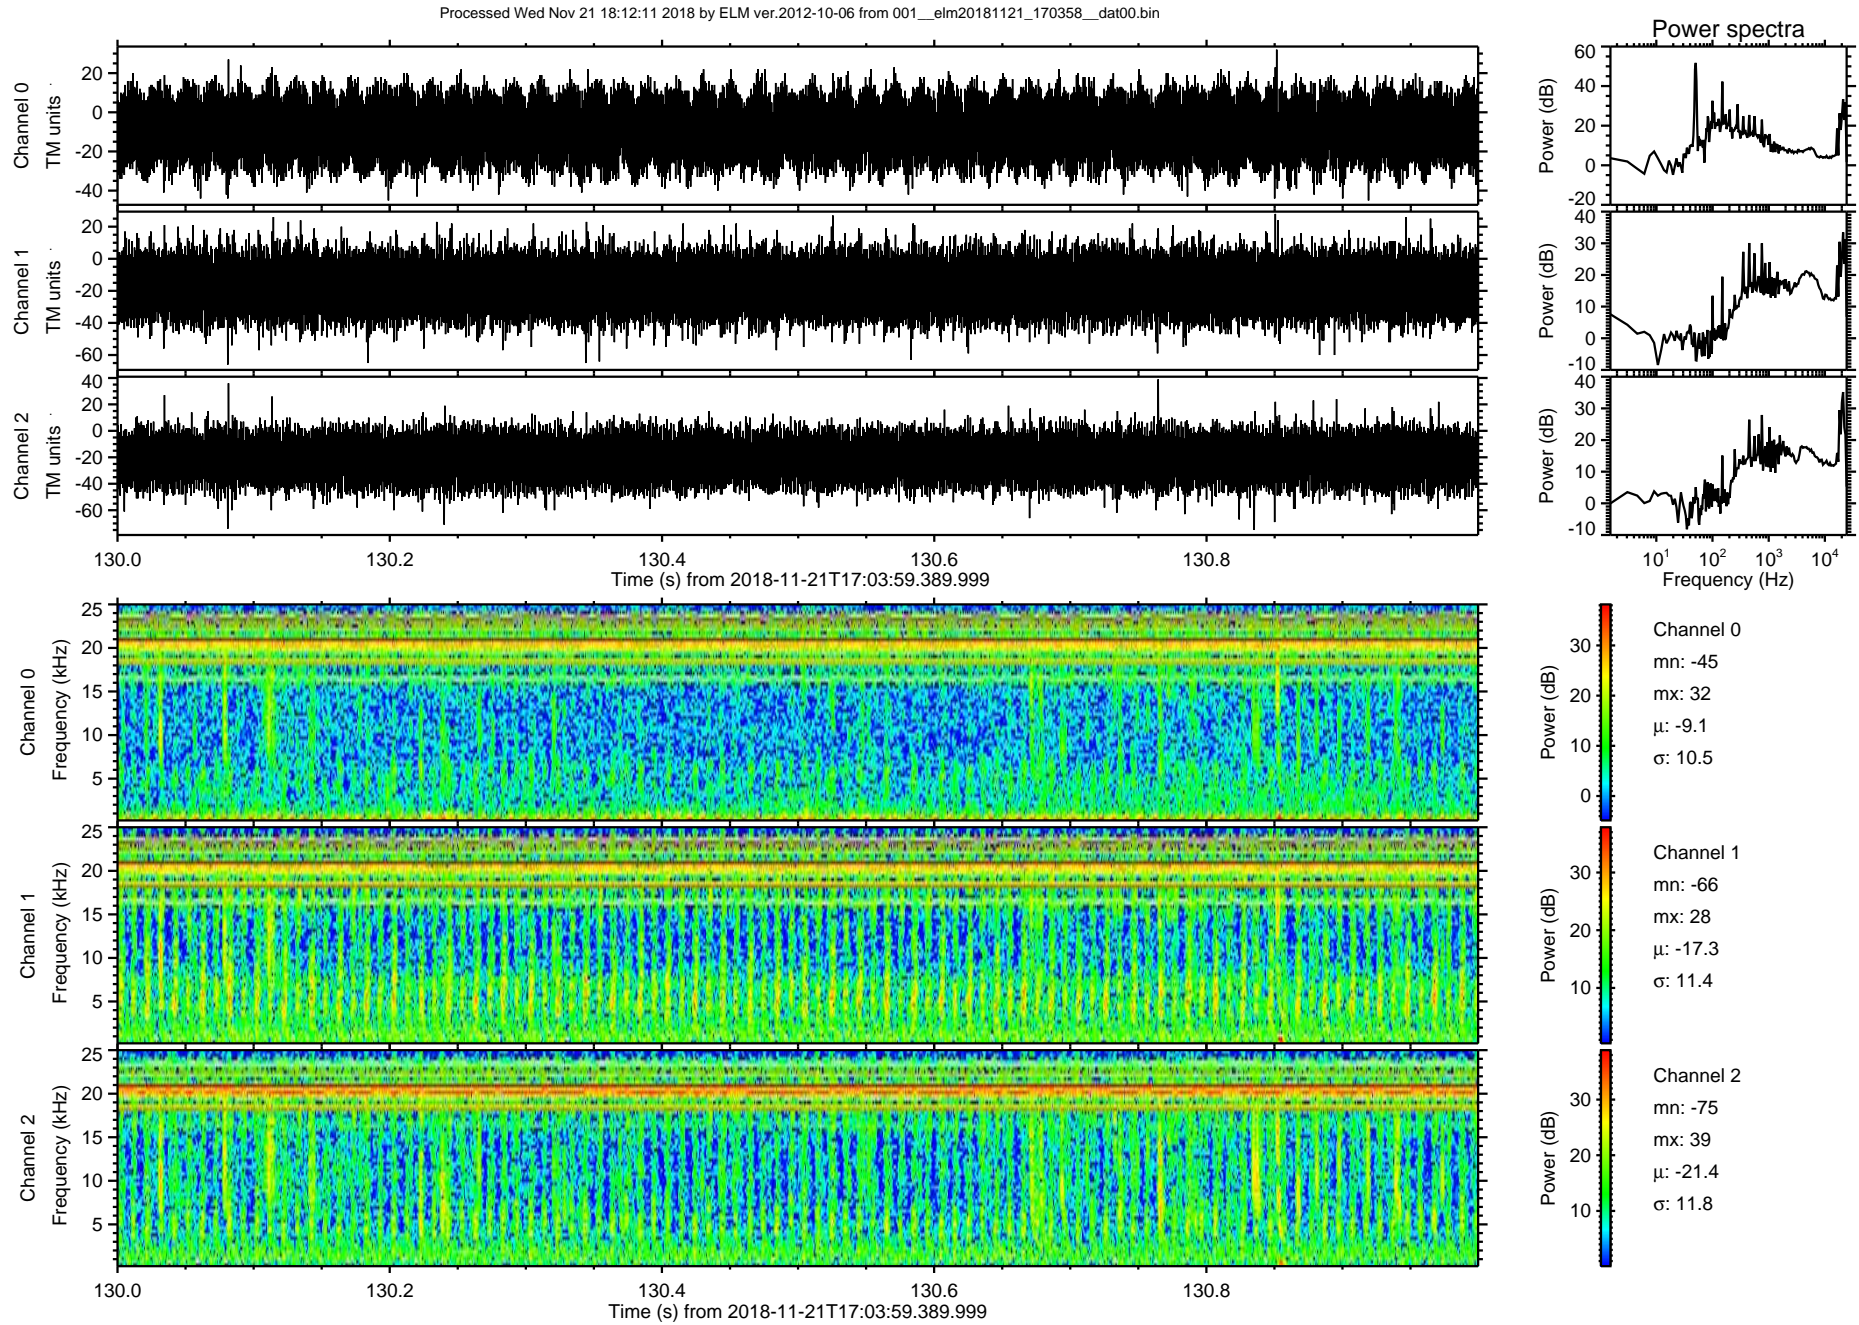 Processed Wed Nov 21 18:12:11 2018 by ELM ver.2012-10-06 from 001__elm20181121_170358__dat00.bin
Power spectra
Channel 0
TM units
20
0
-20
-40
Power (dB)
60
40
20
0
-20
Channel 1
TM units
20
0
-20
-40
-60
Power (dB)
40
30
20
10
0
-10
Channel 2
TM units
40
20
0
-20
-40
-60
Power (dB)
40
30
20
10
0
-10
130.0 130.2 130.4 130.6 130.8
Time (s) from 2018-11-21T17:03:59.389.999
10^1 10^2 10^3 10^4
Frequency (Hz)
Channel 0
Frequency (kHz)
25
20
15
10
5
Power (dB)
30
20
10
0
Channel 0
mn: -45
mx: 32
μ: -9.1
σ: 10.5
Channel 1
Frequency (kHz)
25
20
15
10
5
Power (dB)
30
20
10
Channel 1
mn: -66
mx: 28
μ: -17.3
σ: 11.4
Channel 2
Frequency (kHz)
25
20
15
10
5
Power (dB)
30
20
10
Channel 2
mn: -75
mx: 39
μ: -21.4
σ: 11.8
130.0 130.2 130.4 130.6 130.8
Time (s) from 2018-11-21T17:03:59.389.999